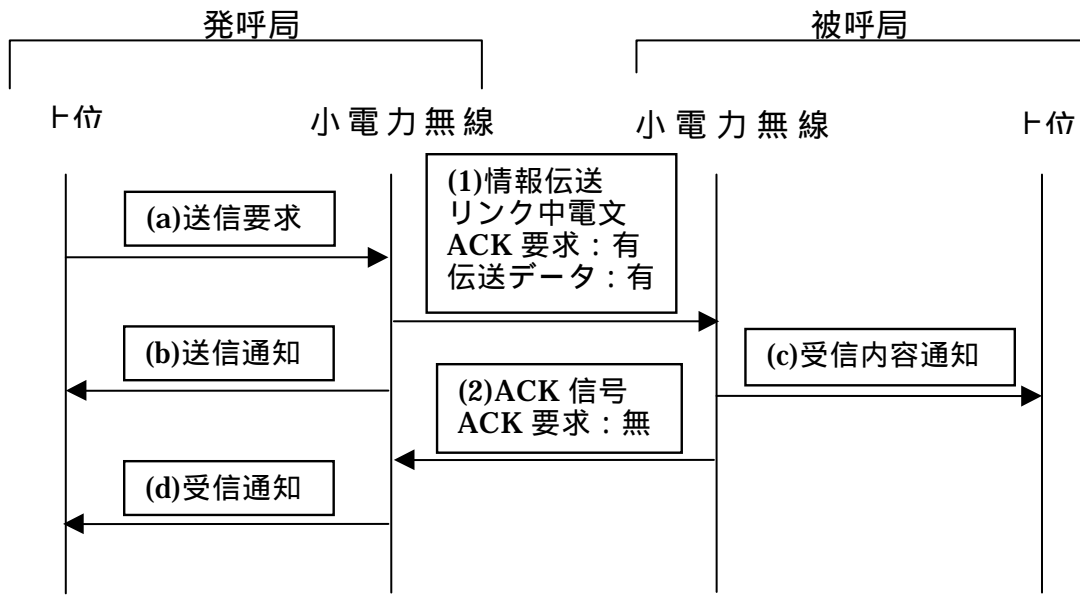 発呼局
被呼局
上位
小電力無線
小電力無線
上位
(a)送信要求
(1)情報伝送
リンク中電文
ACK 要求：有
伝送データ：有
(b)送信通知
(c)受信内容通知
(2)ACK 信号
ACK 要求：無
(d)受信通知